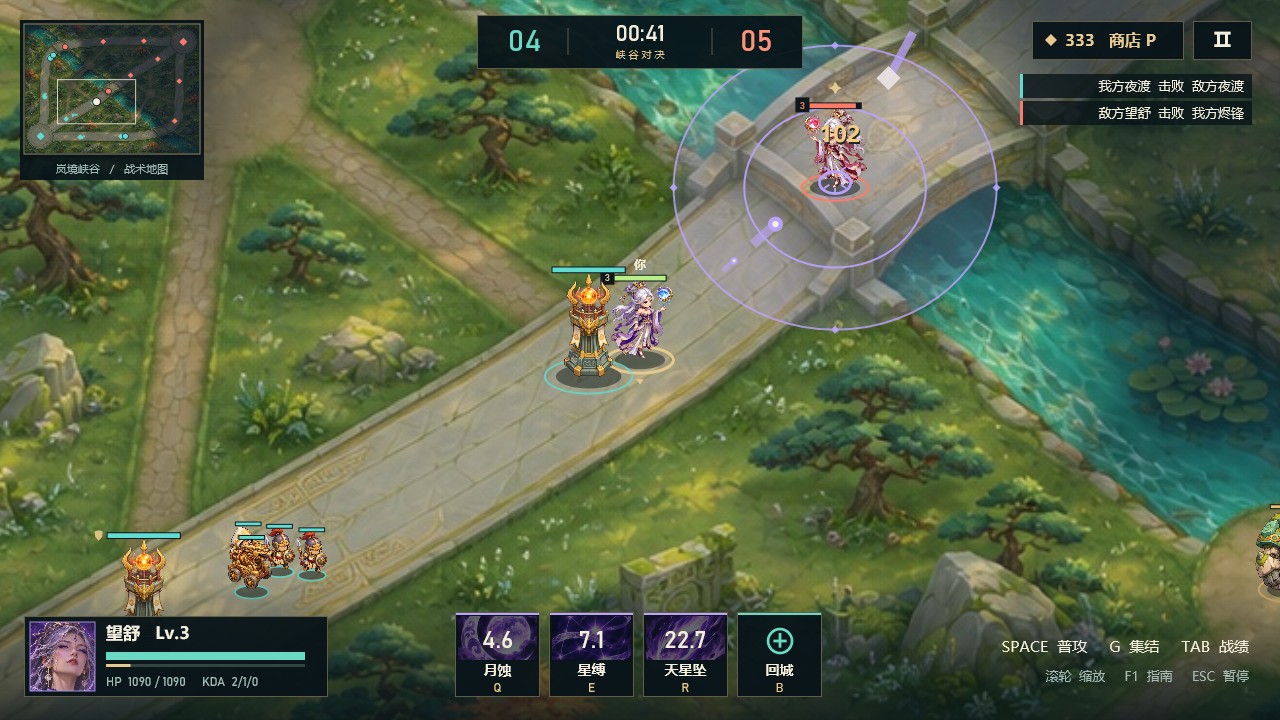 04
00:41
峡谷对决
05
333 商店 P
我方夜渡 击败 敌方夜渡
敌方望舒 击败 我方烬锋
岚境峡谷 / 战术地图
3
102
你
3
望舒 Lv.3
HP 1090 / 1090 KDA 2/1/0
4.6
月蚀
Q
7.1
星缚
E
22.7
天星坠
R
回城
B
SPACE 普攻 G 集结 TAB 战绩
滚轮 缩放 F1 指南 ESC 暂停